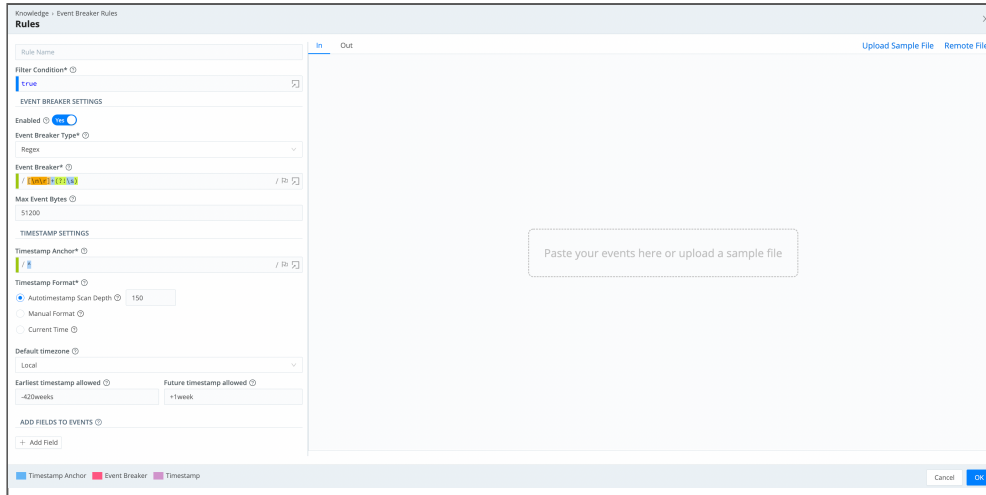 Knowledge › Event Breaker Rules
Rules
Rule Name
In Out Upload Sample File Remote File
Filter Condition*
true
EVENT BREAKER SETTINGS
Enabled Yes
Event Breaker Type*
Regex
Event Breaker*
/ [\n\r]+(?!\s) /
Max Event Bytes
51200
TIMESTAMP SETTINGS
Timestamp Anchor*
/ ^ /
Timestamp Format*
Autotimestamp Scan Depth 150
Manual Format
Current Time
Default timezone
Local
Earliest timestamp allowed Future timestamp allowed
-420weeks +1week
ADD FIELDS TO EVENTS
+ Add Field
Paste your events here or upload a sample file
Timestamp Anchor Event Breaker Timestamp
Cancel OK